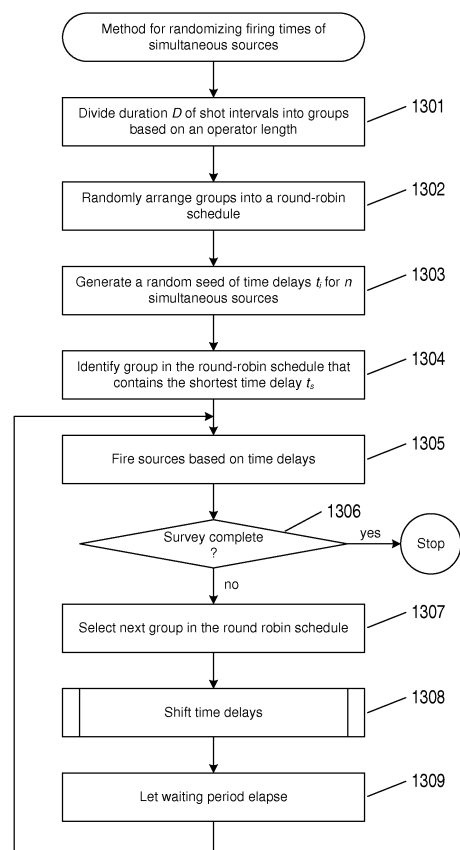 Method for randomizing firing times of
simultaneous sources
Divide duration D of shot intervals into groups
based on an operator length
1301
Randomly arrange groups into a round-robin
schedule
1302
Generate a random seed of time delays ti for n
simultaneous sources
1303
Identify group in the round-robin schedule that
contains the shortest time delay ts
1304
Fire sources based on time delays
1305
1306
Survey complete
?
yes
Stop
no
Select next group in the round robin schedule
1307
Shift time delays
1308
Let waiting period elapse
1309